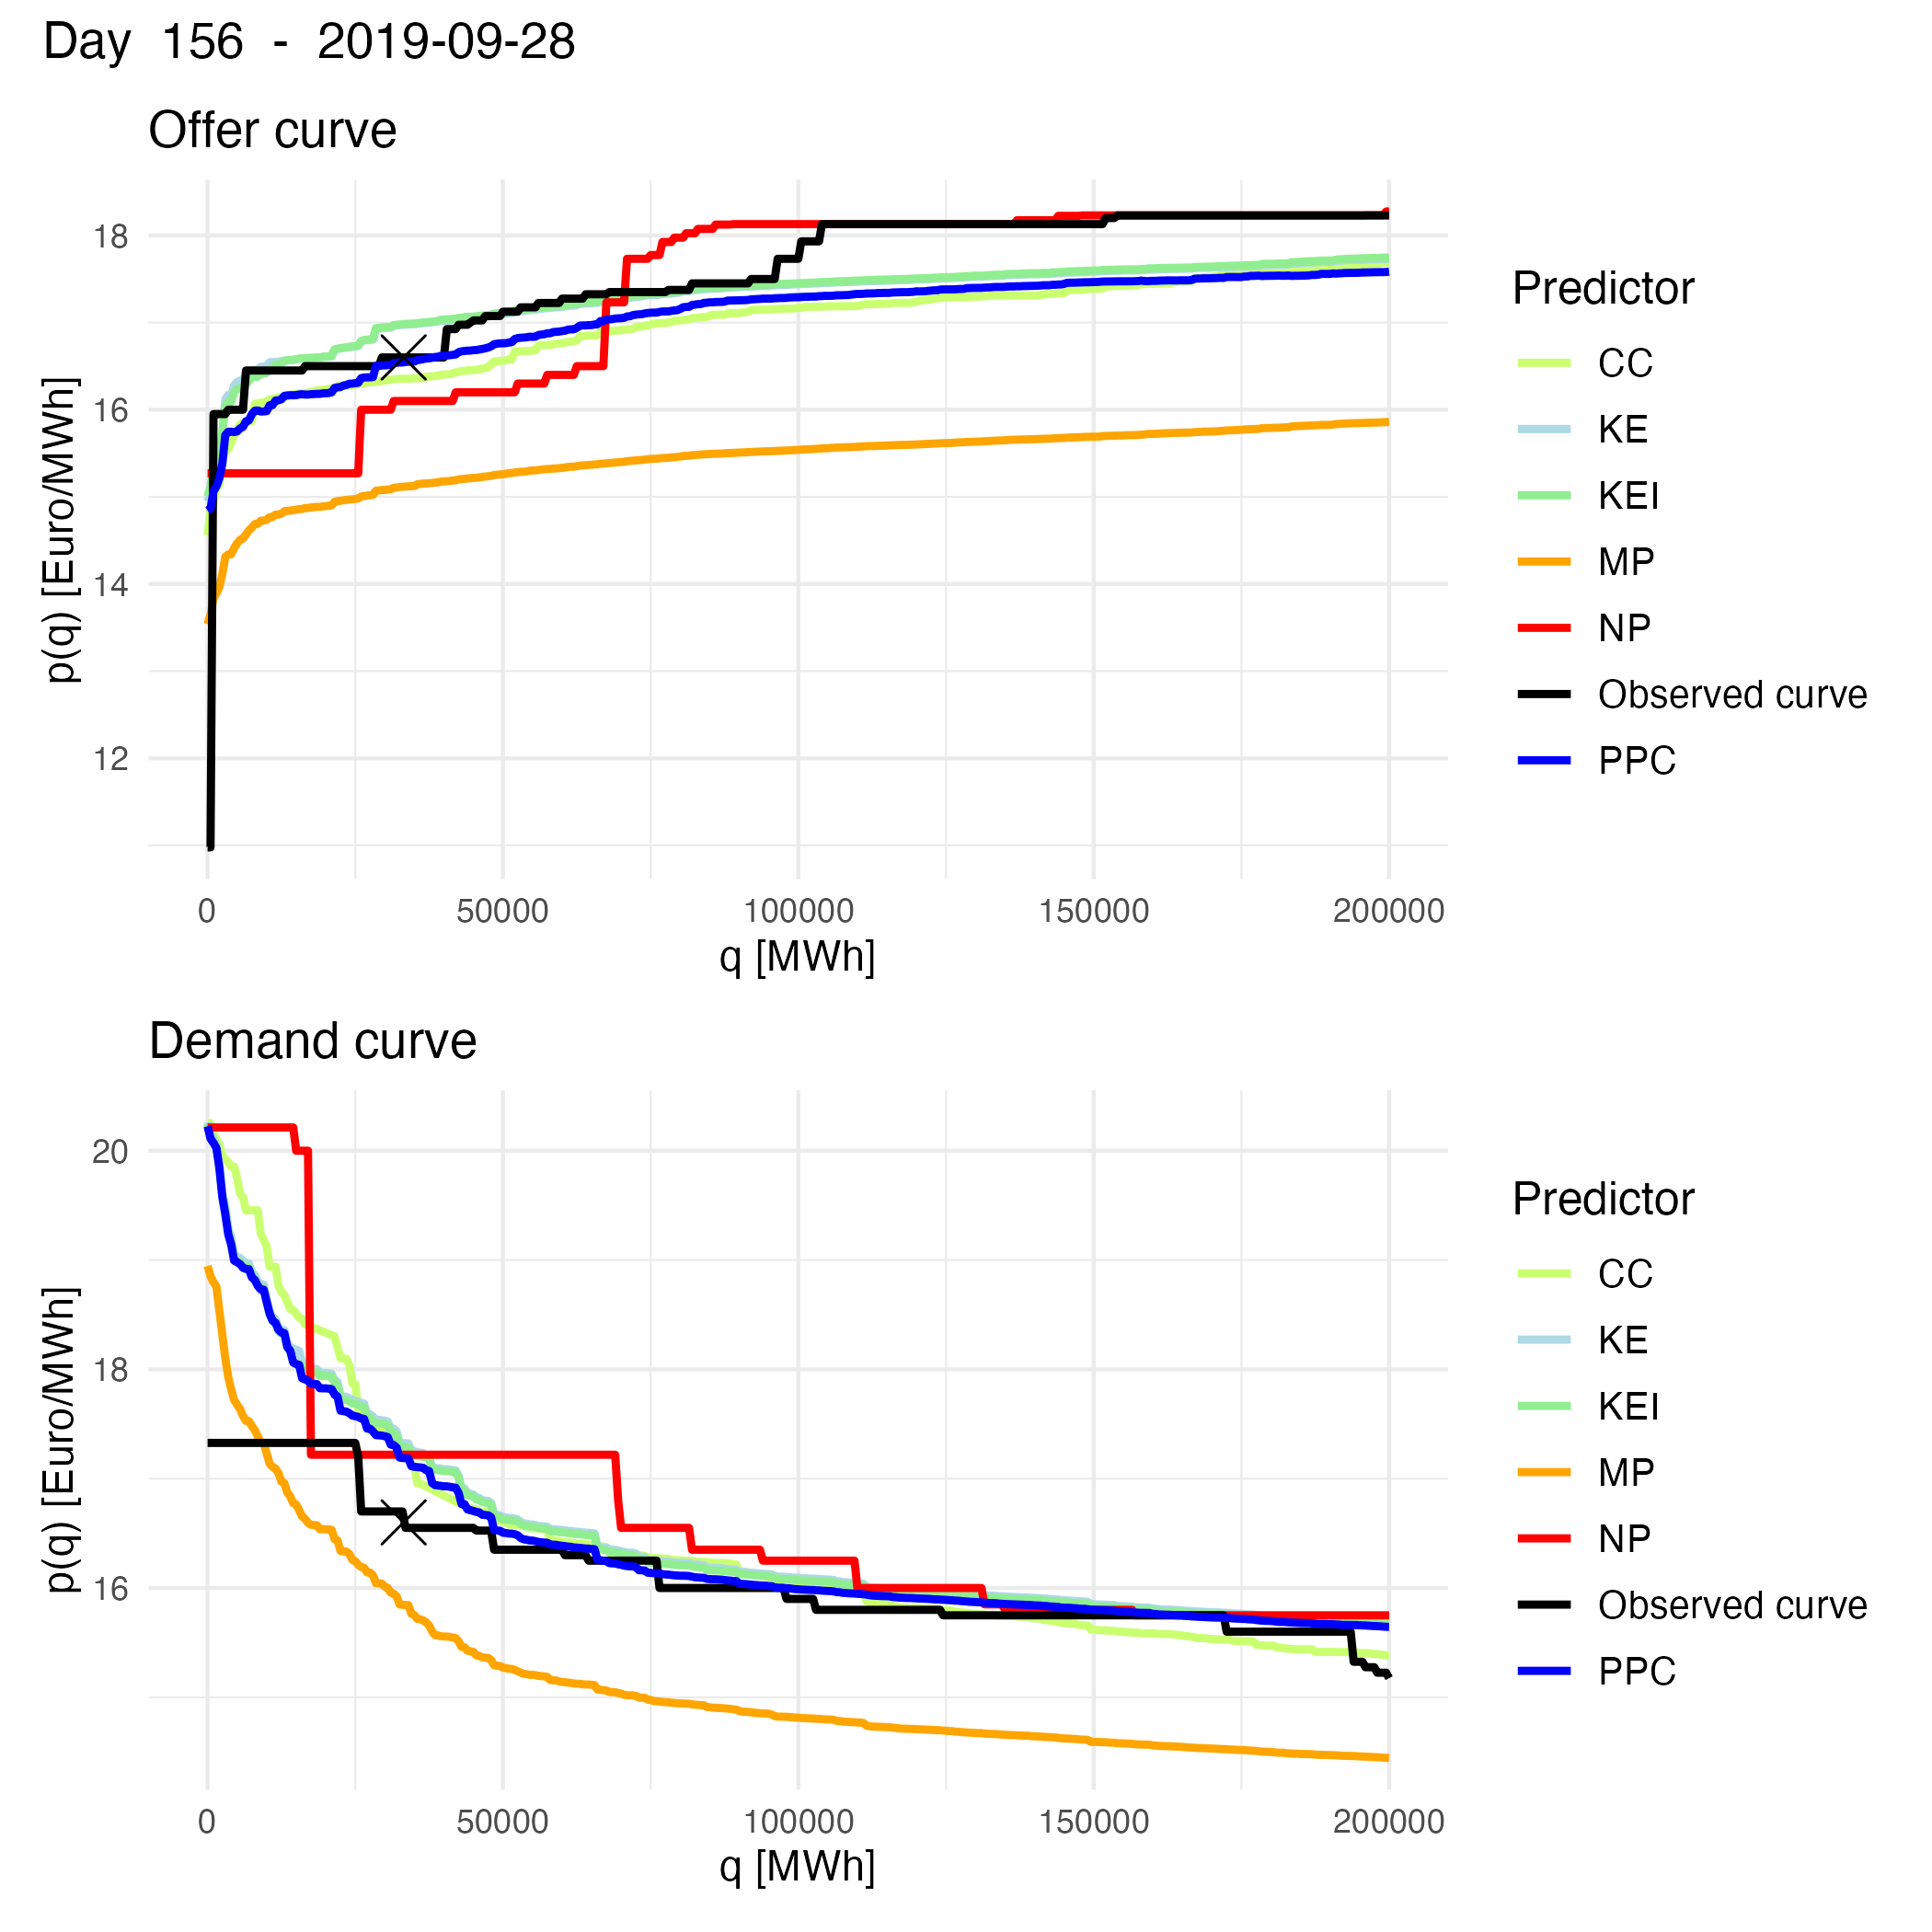 Day 156 - 2019-09-28
Offer curve
p(q) [Euro/MWh]
18
16
14
12
0 50000 100000 150000 200000
q [MWh]
Predictor
CC
KE
KEI
MP
NP
Observed curve
PPC
Demand curve
p(q) [Euro/MWh]
20
18
16
0 50000 100000 150000 200000
q [MWh]
Predictor
CC
KE
KEI
MP
NP
Observed curve
PPC